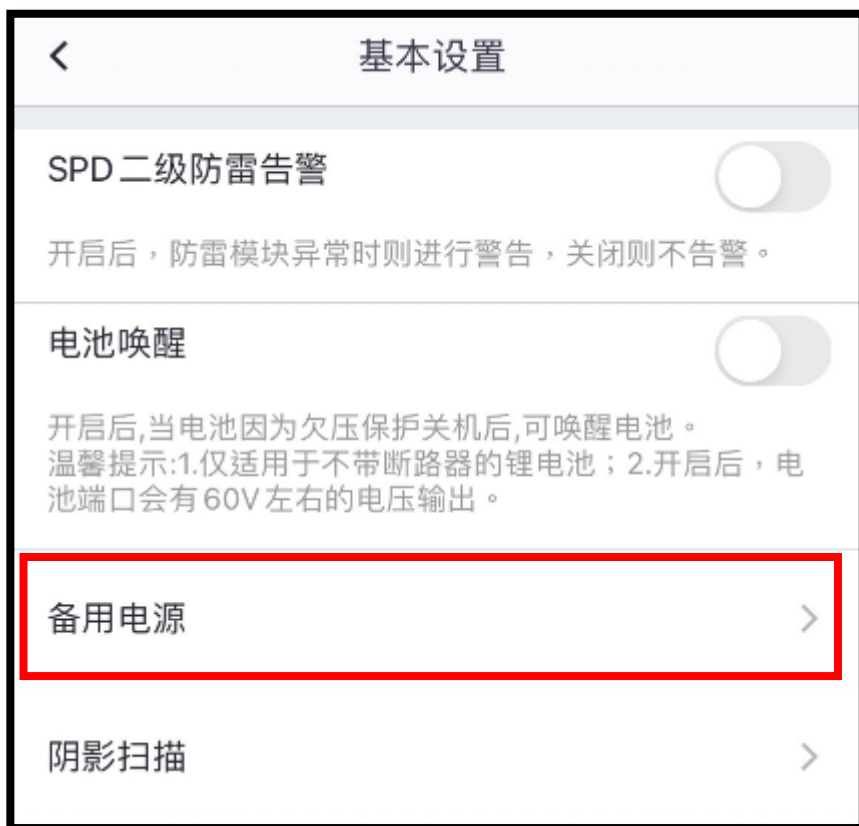 基本设置
SPD二级防雷告警
开启后，防雷模块异常时则进行警告，关闭则不告警。
电池唤醒
开启后,当电池因为欠压保护关机后,可唤醒电池。
温馨提示:1.仅适用于不带断路器的锂电池；2.开启后，电
池端口会有60V左右的电压输出。
备用电源
阴影扫描